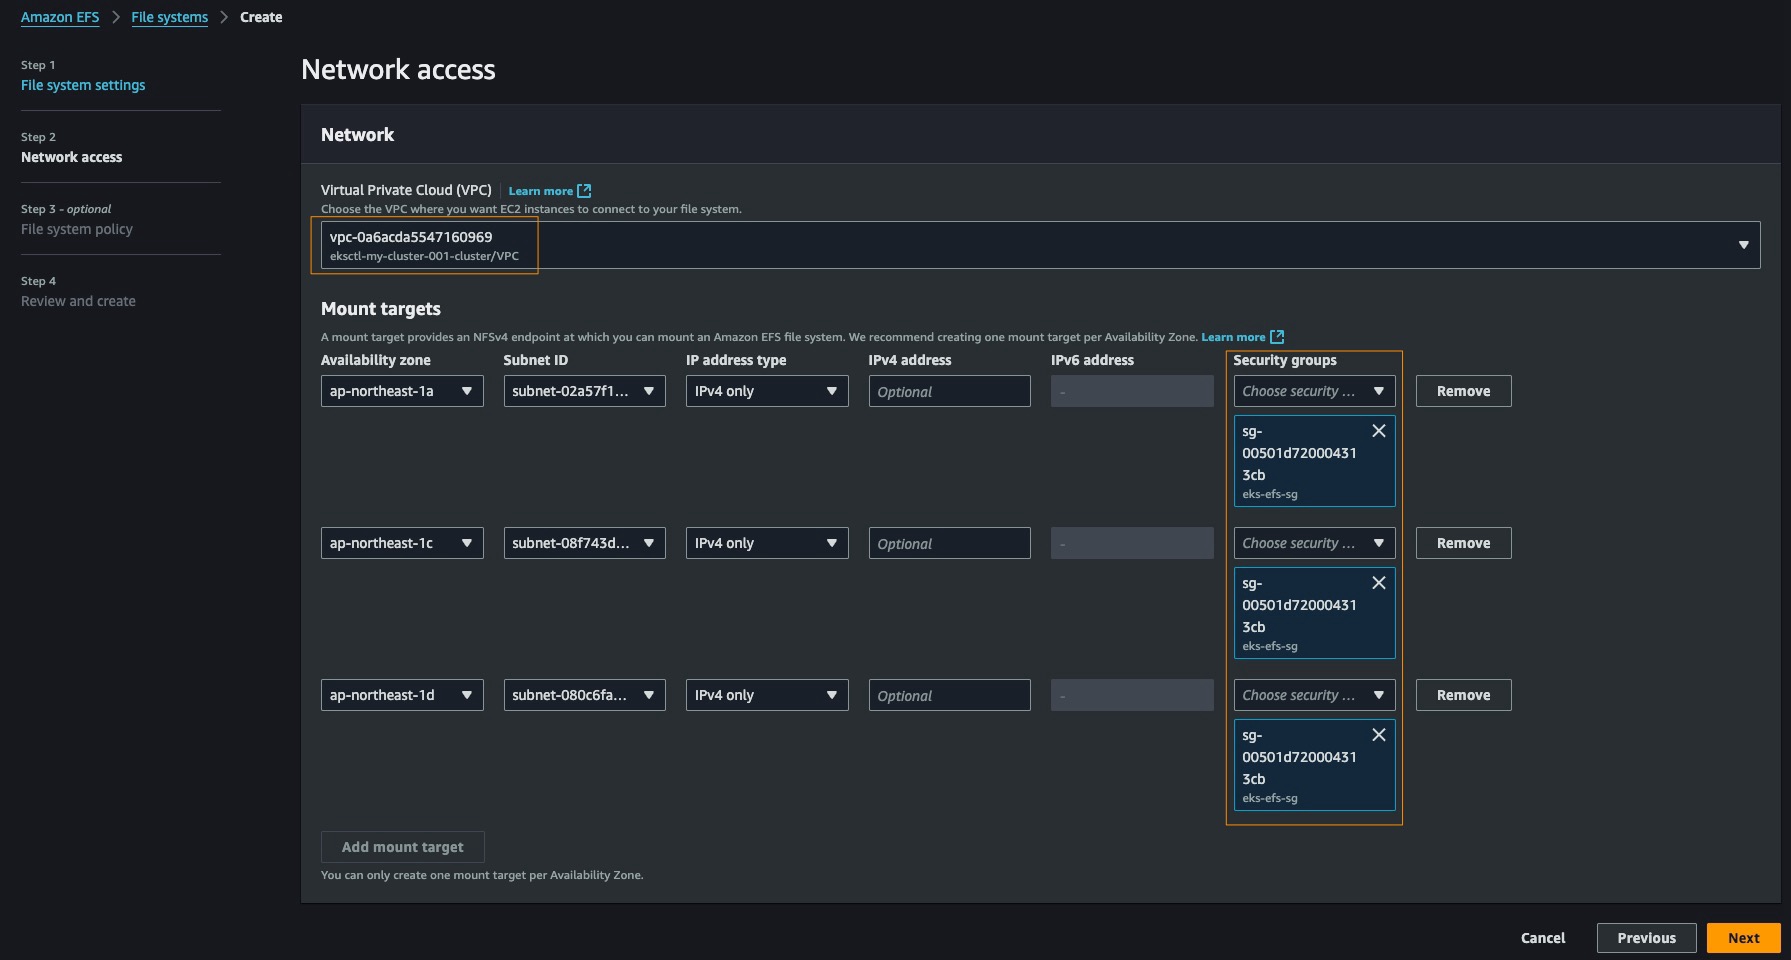 Amazon EFS > File systems > Create
Step 1
File system settings
Step 2
Network access
Step 3 - optional
File system policy
Step 4
Review and create
Network access
Network
Virtual Private Cloud (VPC) Learn more
Choose the VPC where you want EC2 instances to connect to your file system.
vpc-0a6acda5547160969
eksctl-my-cluster-001-cluster/VPC
Mount targets
A mount target provides an NFSv4 endpoint at which you can mount an Amazon EFS file system. We recommend creating one mount target per Availability Zone. Learn more
Availability zone Subnet ID IP address type IPv4 address IPv6 address Security groups
ap-northeast-1a subnet-02a57f1... IPv4 only Optional - Choose security ... Remove
sg-
00501d72000431
3cb
eks-efs-sg
ap-northeast-1c subnet-08f743d... IPv4 only Optional - Choose security ... Remove
sg-
00501d72000431
3cb
eks-efs-sg
ap-northeast-1d subnet-080c6fa... IPv4 only Optional - Choose security ... Remove
sg-
00501d72000431
3cb
eks-efs-sg
Add mount target
You can only create one mount target per Availability Zone.
Cancel Previous Next